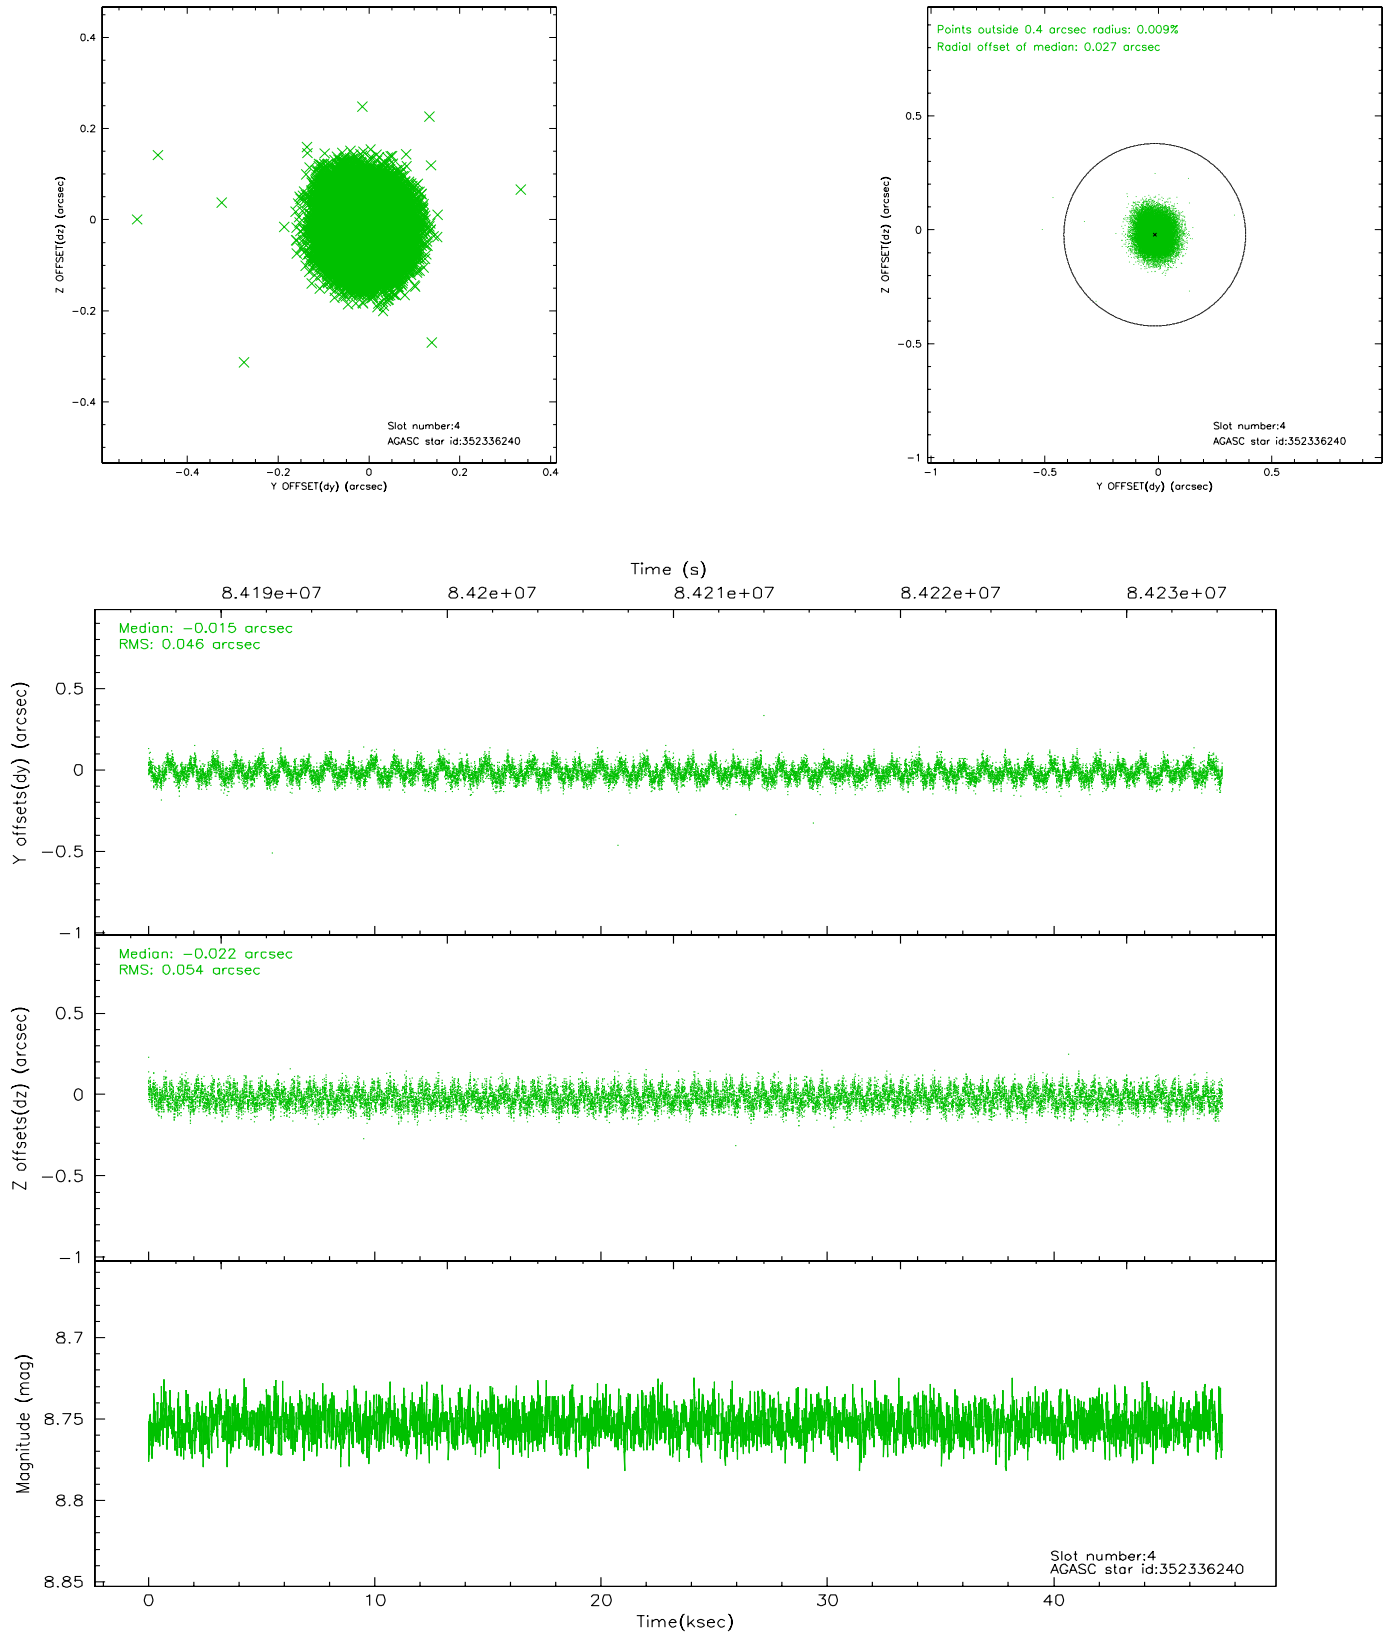 0.4
0.2
0
−0.2
−0.4
Z OFFSET(dz) (arcsec)
Slot number:4
AGASC star id:352336240
−0.4 −0.2 0 0.2 0.4
Y OFFSET(dy) (arcsec)
Points outside 0.4 arcsec radius: 0.009%
Radial offset of median: 0.027 arcsec
0.5
0
−0.5
−1
Z OFFSET(dz) (arcsec)
Slot number:4
AGASC star id:352336240
−1 −0.5 0 0.5
Y OFFSET(dy) (arcsec)
Time (s)
8.419e+07 8.42e+07 8.421e+07 8.422e+07 8.423e+07
Median: −0.015 arcsec
RMS: 0.046 arcsec
0.5
0
−0.5
−1
Y offsets(dy) (arcsec)
Median: −0.022 arcsec
RMS: 0.054 arcsec
0.5
0
−0.5
−1
Z offsets(dz) (arcsec)
8.7
8.75
8.8
8.85
Magnitude (mag)
Slot number:4
AGASC star id:352336240
0 10 20 30 40
Time(ksec)